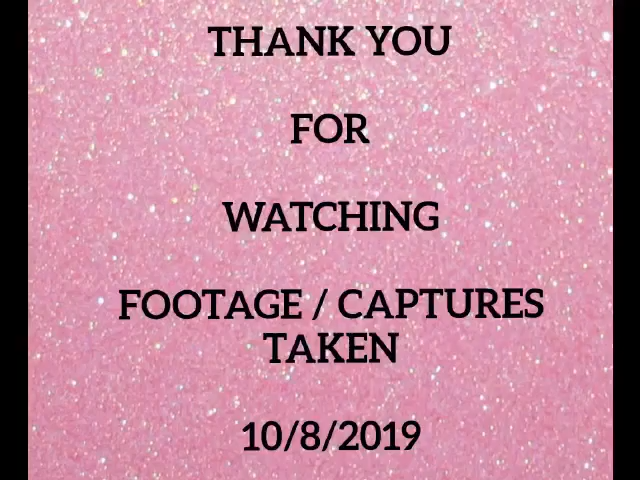 THANK YOU
FOR
WATCHING
FOOTAGE / CAPTURES
TAKEN
10/8/2019